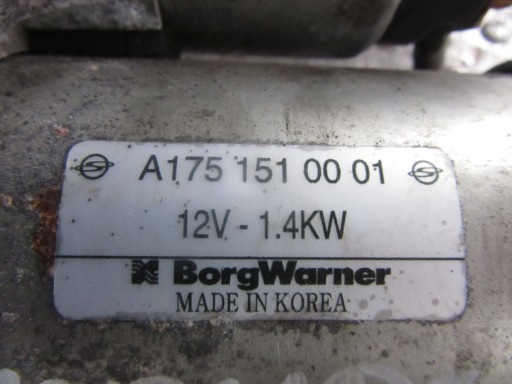 A175 151 00 01
12V - 1.4KW
BorgWarner
MADE IN KOREA